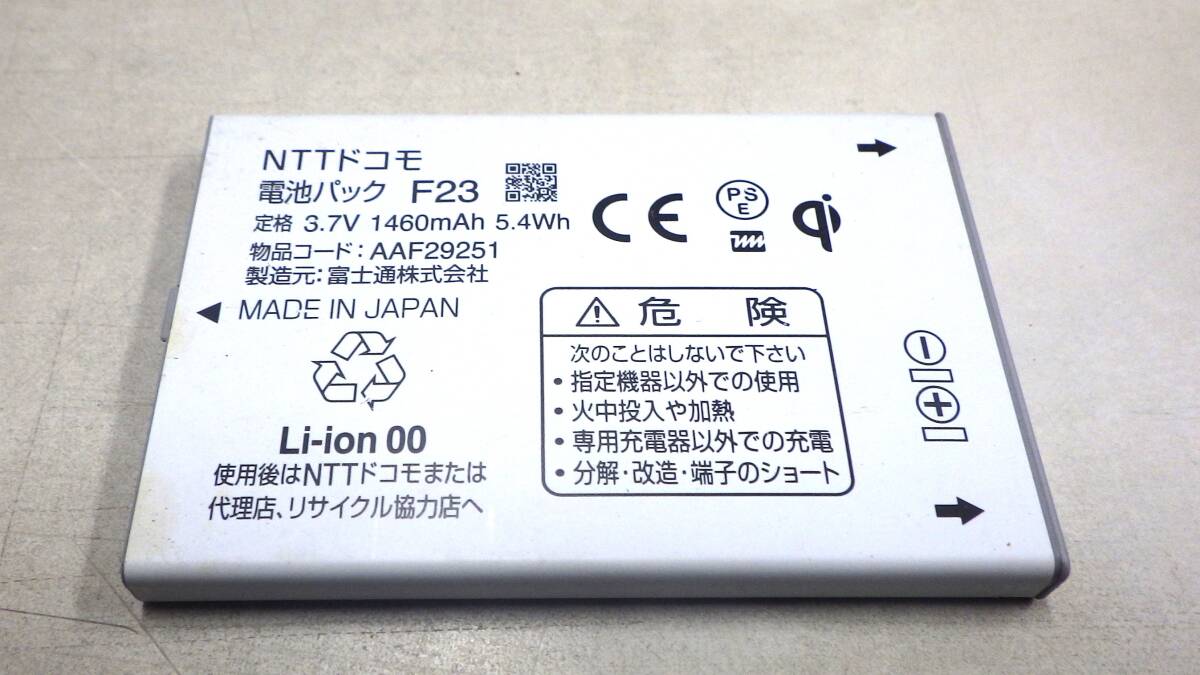 NTTドコモ
電池パック F23
定格 3.7V 1460mAh 5.4Wh
物品コード：AAF29251
製造元：富士通株式会社
MADE IN JAPAN
Li-ion 00
使用後はNTTドコモまたは
代理店、リサイクル協力店へ
CE
PS
E
qi
危 険
次のことはしないで下さい
・指定機器以外での使用
・火中投入や加熱
・専用充電器以外での充電
・分解・改造・端子のショート
−
+